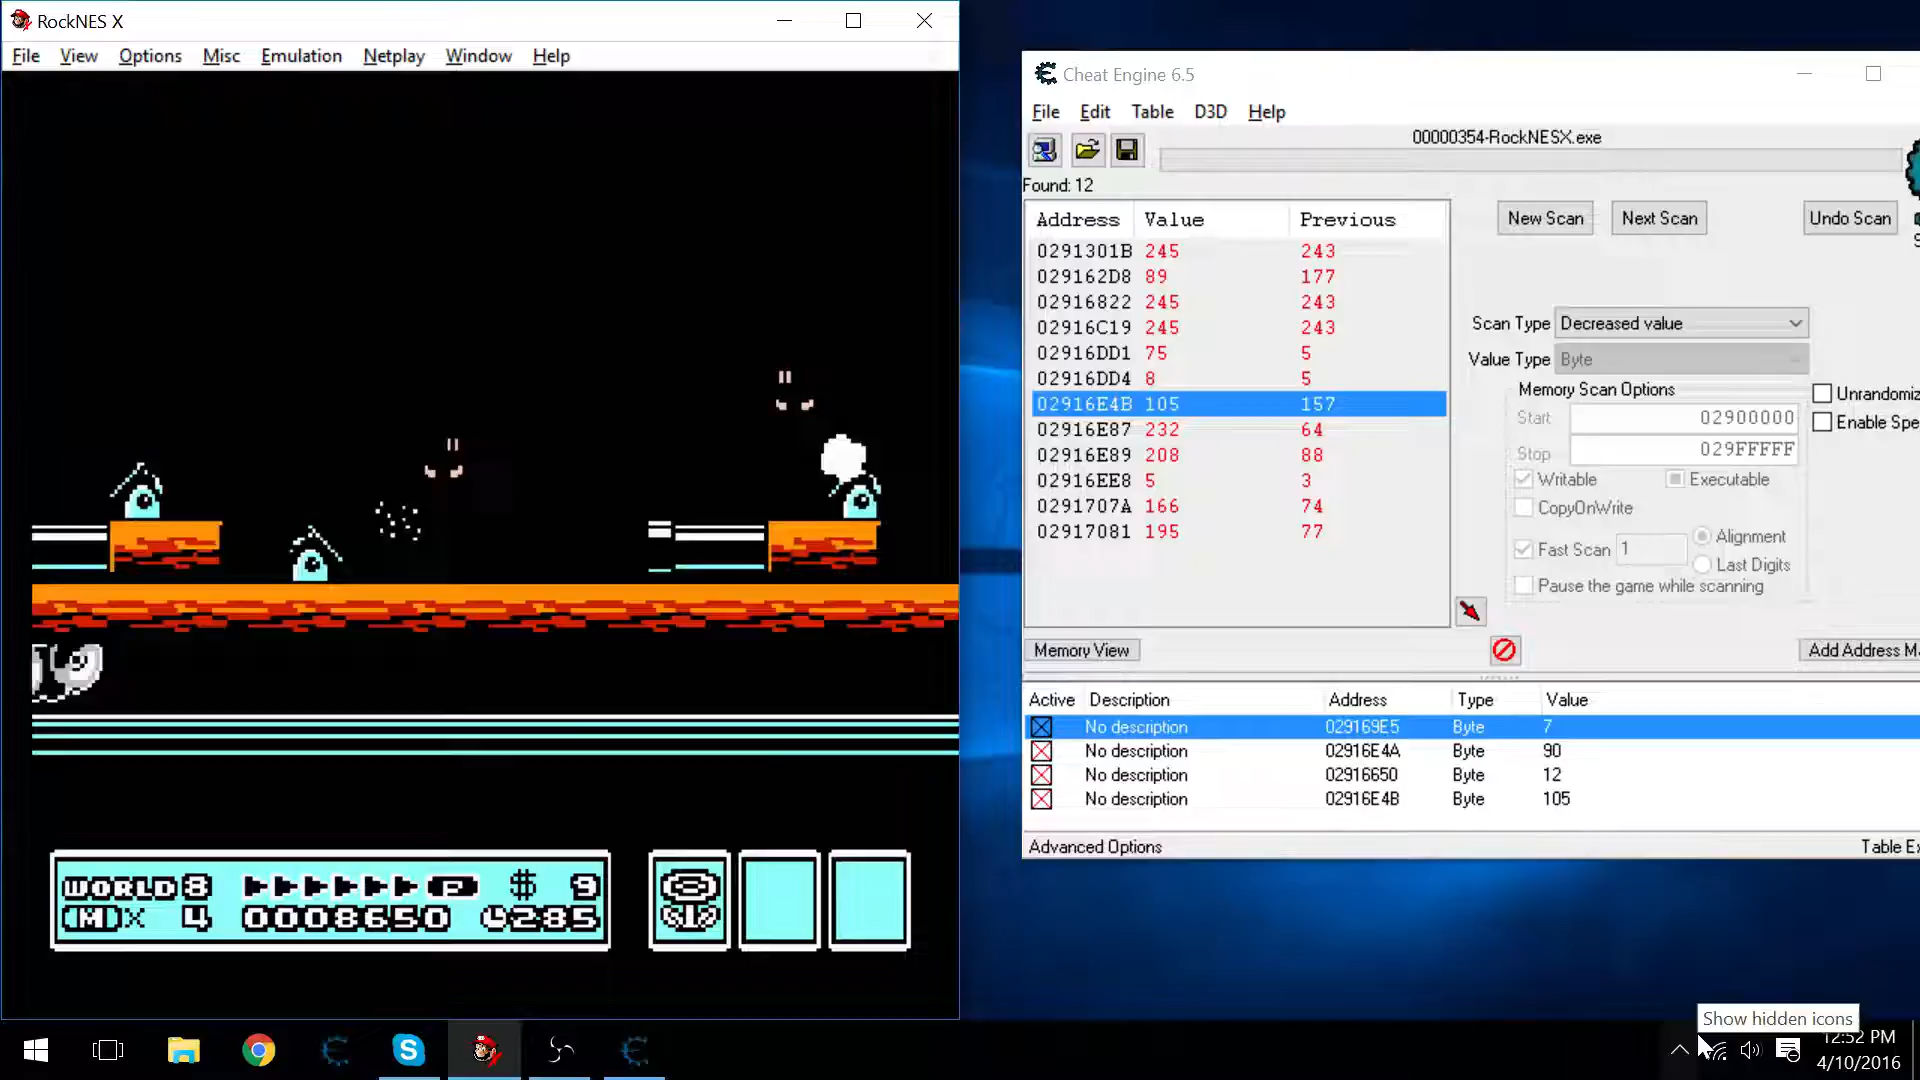 RockNES X
File View Options Misc Emulation Netplay Window Help
WORLD 8 P $ 9
(M)x 4 0008650 285
Cheat Engine 6.5
File Edit Table D3D Help
00000354-RockNESX.exe
Found: 12
Address Value Previous
0291301B 245 243
029162D8 89 177
02916822 245 243
02916C19 245 243
02916DD1 75 5
02916DD4 8 5
02916E4B 105 157
02916E87 232 64
02916E89 208 88
02916EE8 5 3
0291707A 166 74
02917081 195 77
New Scan Next Scan Undo Scan
Scan Type Decreased value
Value Type Byte
Memory Scan Options
Start 02900000
Stop 029FFFFF
Writable Executable
CopyOnWrite
Fast Scan 1 Alignment
Last Digits
Pause the game while scanning
Unrandomiz
Enable Spe
Memory View Add Address Ma
Active Description Address Type Value
No description 029169E5 Byte 7
No description 02916E4A Byte 90
No description 02916650 Byte 12
No description 02916E4B Byte 105
Advanced Options Table Ex
Show hidden icons
12:52 PM
4/10/2016